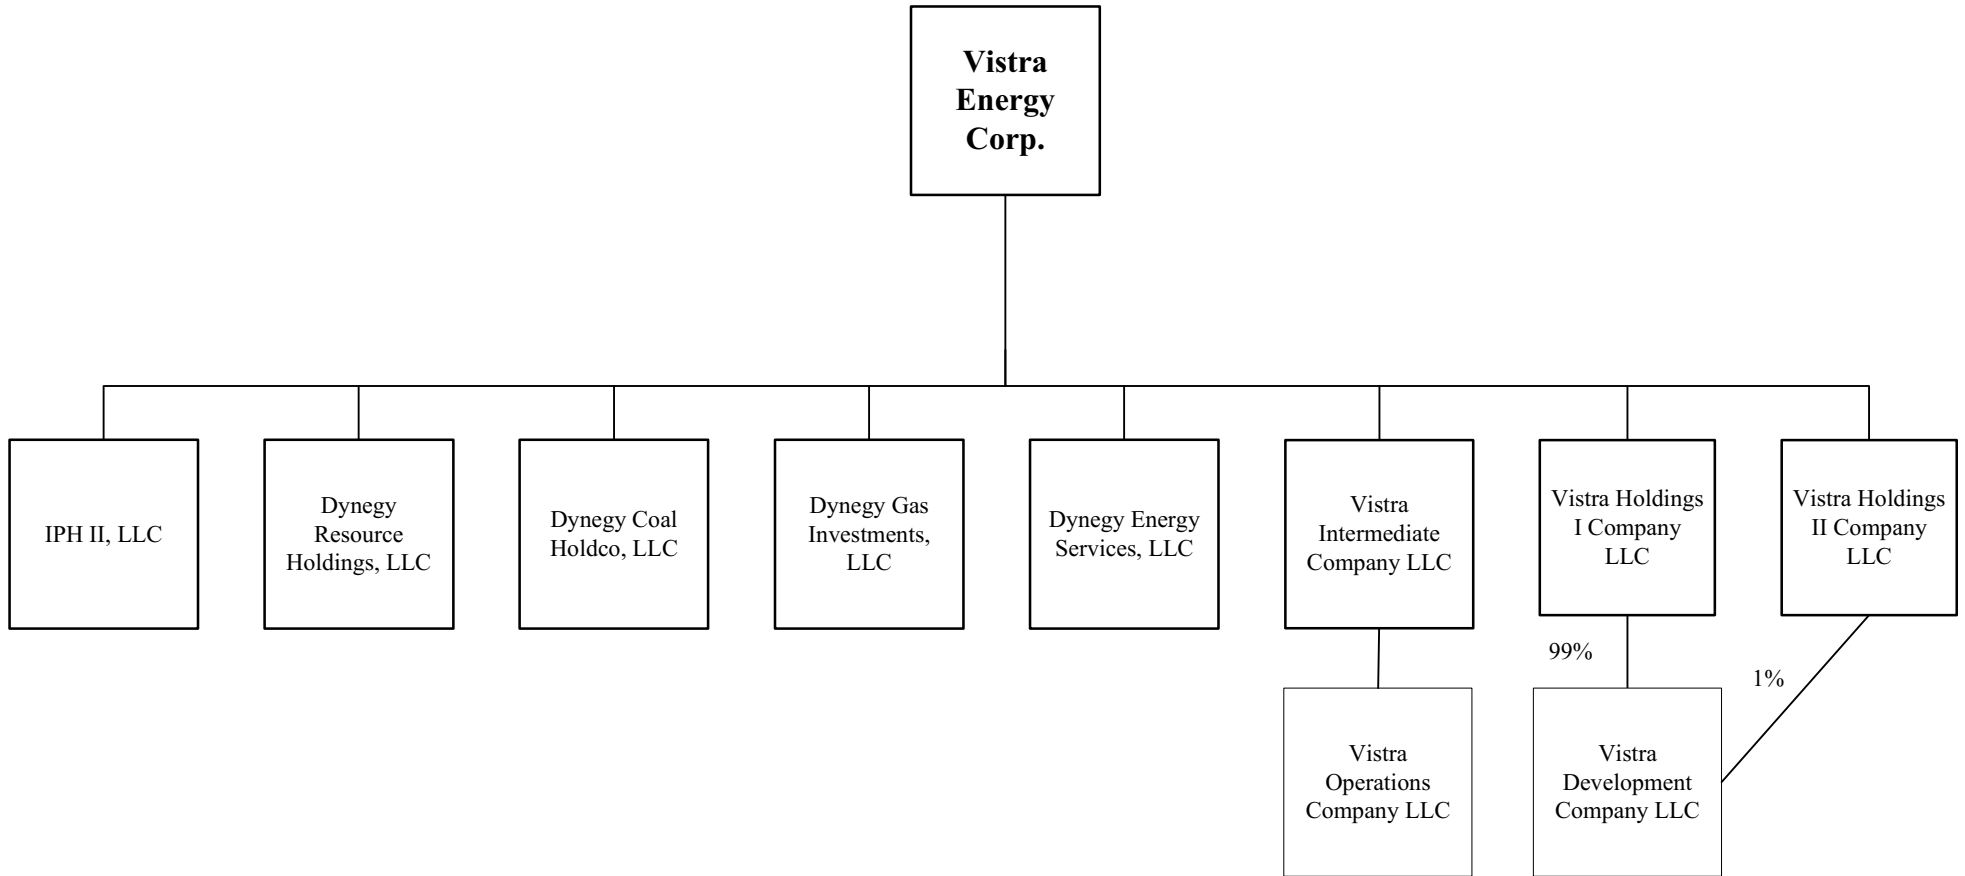 Vistra
Energy
Corp.
IPH II, LLC
Dynegy
Resource
Holdings, LLC
Dynegy Coal
Holdco, LLC
Dynegy Gas
Investments,
LLC
Dynegy Energy
Services, LLC
Vistra
Intermediate
Company LLC
Vistra Holdings
I Company
LLC
Vistra Holdings
II Company
LLC
99%
1%
Vistra
Operations
Company LLC
Vistra
Development
Company LLC